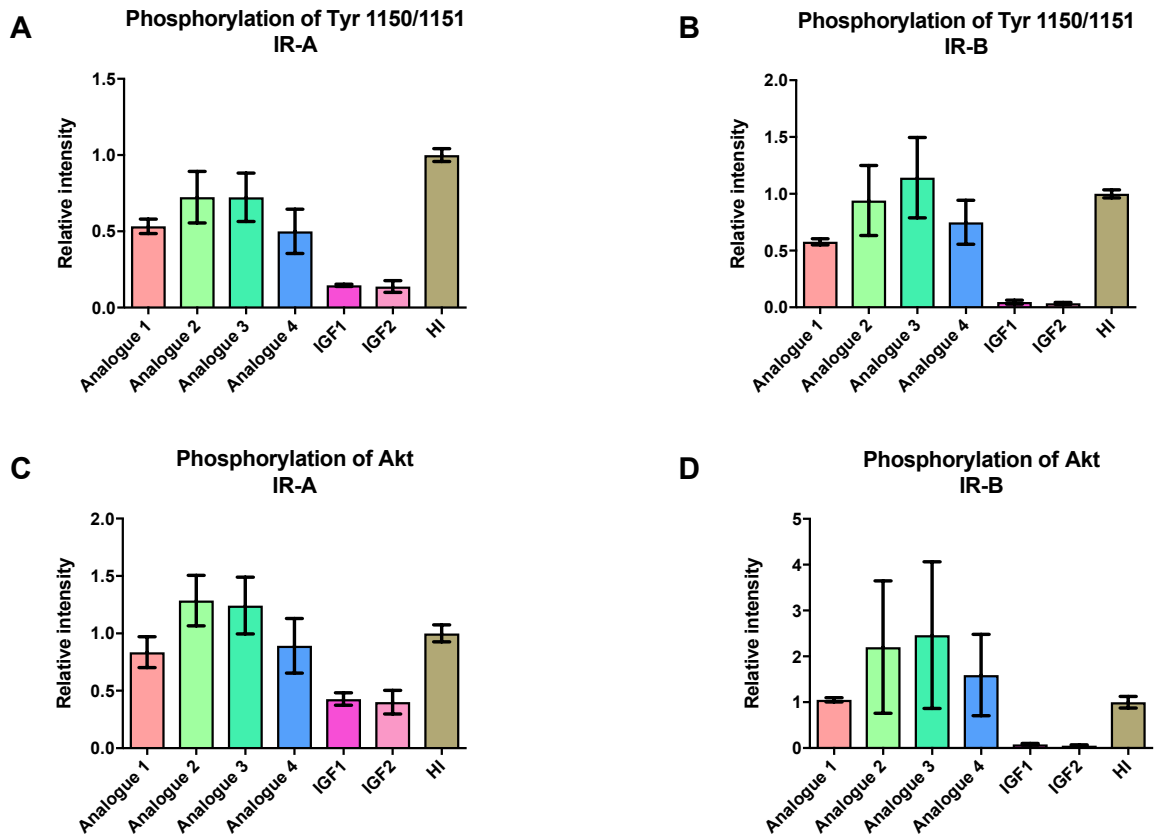 A
Phosphorylation of Tyr 1150/1151
IR-A
Relative intensity
1.5
1.0
0.5
0.0
Analogue 1
Analogue 2
Analogue 3
Analogue 4
IGF1
IGF2
HI
B
Phosphorylation of Tyr 1150/1151
IR-B
Relative intensity
2.0
1.5
1.0
0.5
0.0
Analogue 1
Analogue 2
Analogue 3
Analogue 4
IGF1
IGF2
HI
C
Phosphorylation of Akt
IR-A
Relative intensity
2.0
1.5
1.0
0.5
0.0
Analogue 1
Analogue 2
Analogue 3
Analogue 4
IGF1
IGF2
HI
D
Phosphorylation of Akt
IR-B
Relative intensity
5
4
3
2
1
0
Analogue 1
Analogue 2
Analogue 3
Analogue 4
IGF1
IGF2
HI